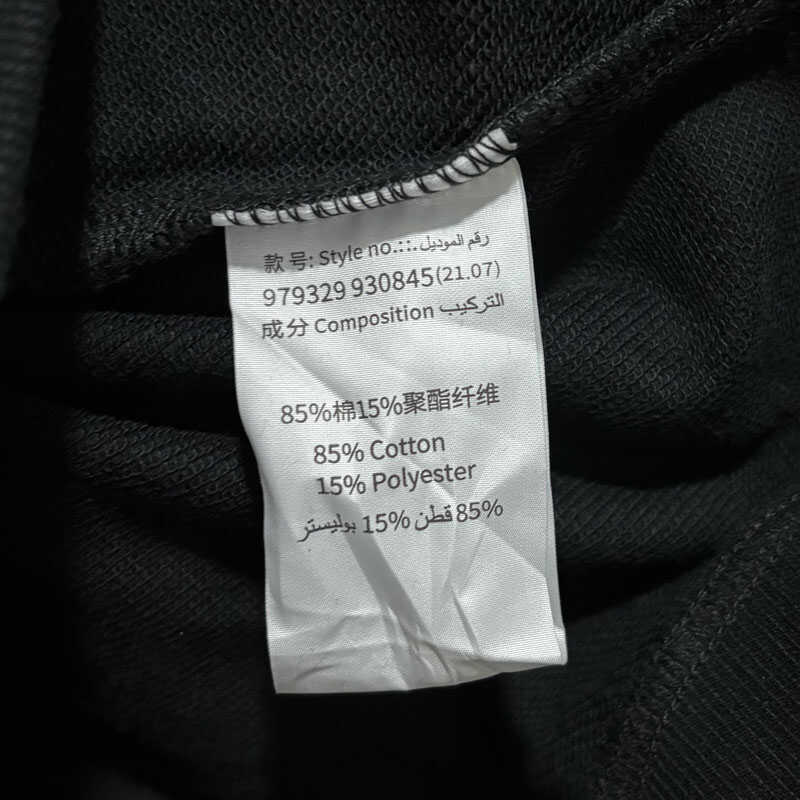 款 号: Style no.::. رقم الموديل
979329 930845(21.07)
成分 Composition التركيب
85%棉15%聚酯纤维
85% Cotton
15% Polyester
85% قطن 15% بوليستر